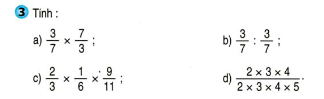 3 Tính :
a) 3/7 × 7/3 ;
b) 3/7 : 3/7 ;
c) 2/3 × 1/6 × 9/11 ;
d) (2 × 3 × 4)/(2 × 3 × 4 × 5).